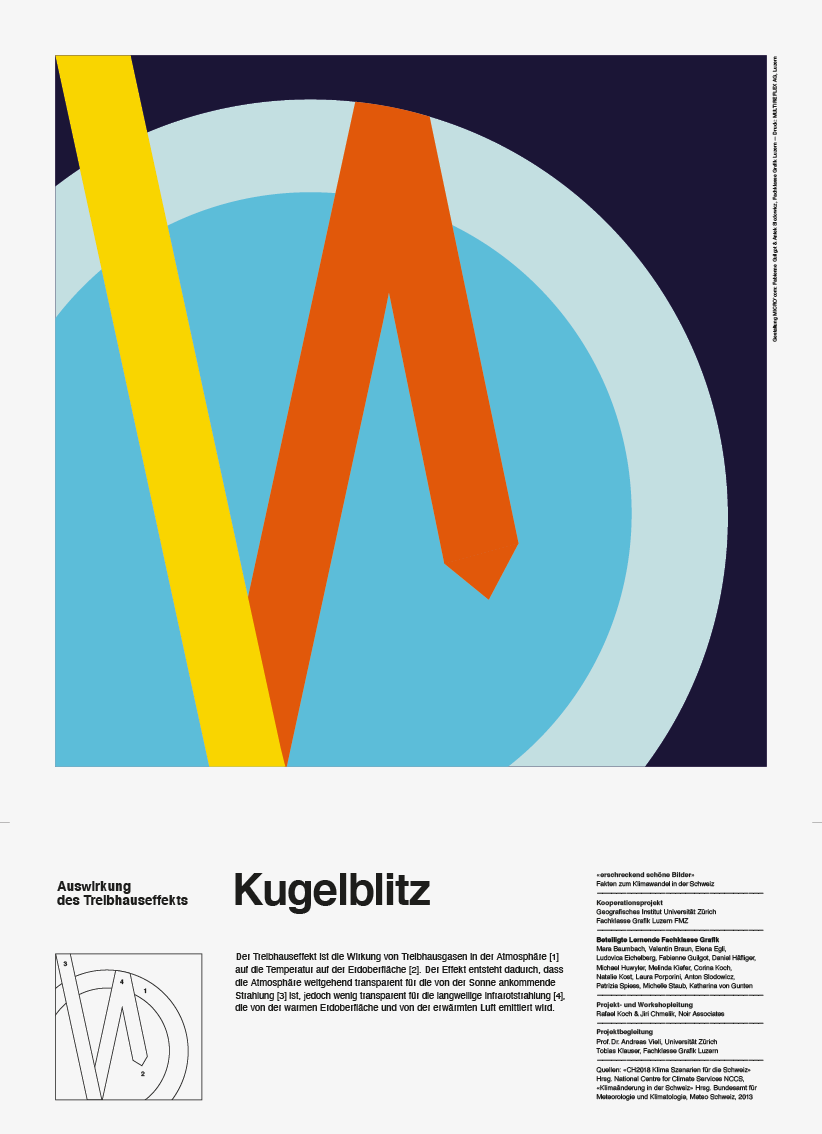 Gestaltung MICRO'com: Fabienne Guilgot & Antek Slodowicz, Fachklasse Grafik Luzern — Druck: MULTIREFLEX AG, Luzern
Auswirkung
des Treibhauseffekts
Kugelblitz
Der Treibhauseffekt ist die Wirkung von Treibhausgasen in der Atmosphäre [1]
auf die Temperatur auf der Erdoberfläche [2]. Der Effekt entsteht dadurch, dass
die Atmosphäre weitgehend transparent für die von der Sonne ankommende
Strahlung [3] ist, jedoch wenig transparent für die langwellige Infrarotstrahlung [4],
die von der warmen Erdoberfläche und von der erwärmten Luft emittiert wird.
3
4
1
2
«erschreckend schöne Bilder»
Fakten zum Klimawandel in der Schweiz
Kooperationsprojekt
Geografisches Institut Universität Zürich
Fachklasse Grafik Luzern FMZ
Beteiligte Lernende Fachklasse Grafik
Mara Baumbach, Valentin Braun, Elena Egli,
Ludovica Eichelberg, Fabienne Guilgot, Daniel Häfliger,
Michael Huwyler, Melinda Kiefer, Corina Koch,
Natalie Kost, Laura Porporini, Anton Slodowicz,
Patrizia Spiess, Michelle Staub, Katharina von Gunten
Projekt- und Workshopleitung
Rafael Koch & Jiri Chmelik, Noir Associates
Projektbegleitung
Prof. Dr. Andreas Vieli, Universität Zürich
Tobias Klauser, Fachklasse Grafik Luzern
Quellen: «CH2018 Klima Szenarien für die Schweiz»
Hrsg. National Centre for Climate Services NCCS,
«Klimaänderung in der Schweiz» Hrsg. Bundesamt für
Meteorologie und Klimatologie, Meteo Schweiz, 2013